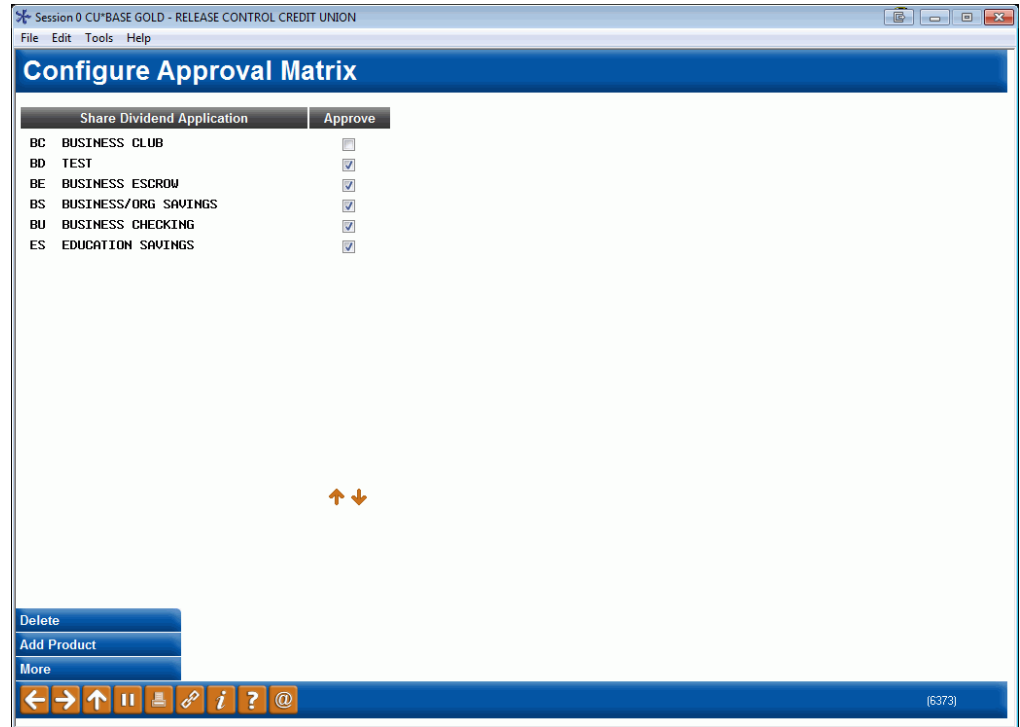 Session 0 CU*BASE GOLD - RELEASE CONTROL CREDIT UNION
File Edit Tools Help
Configure Approval Matrix
Share Dividend Application Approve
BC BUSINESS CLUB
BD TEST
BE BUSINESS ESCROW
BS BUSINESS/ORG SAVINGS
BU BUSINESS CHECKING
ES EDUCATION SAVINGS
Delete
Add Product
More
i ? @ (6373)